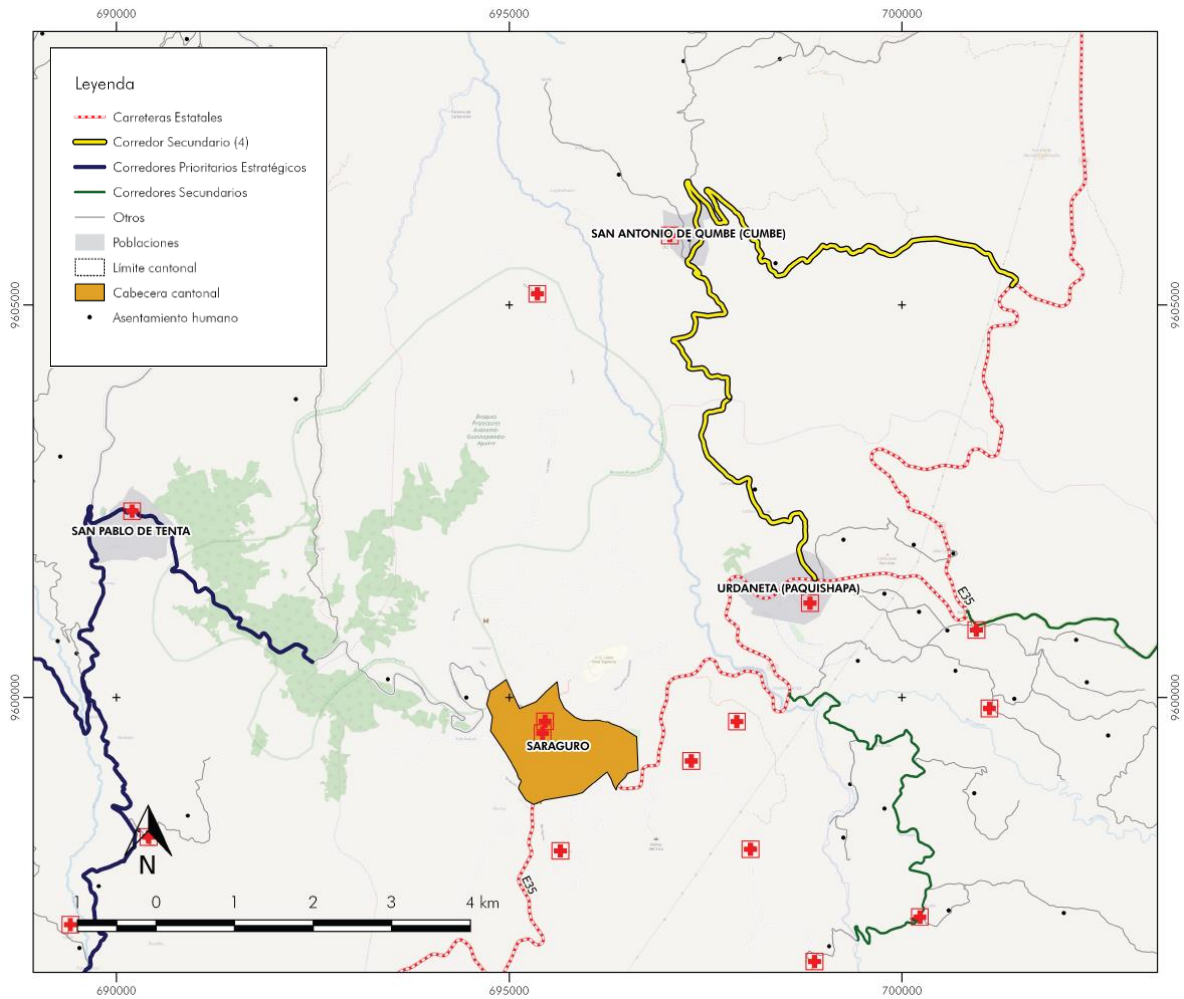 690000
695000
700000
Leyenda
Carreteras Estatales
Corredor Secundario (4)
Corredores Prioritarios Estratégicos
Corredores Secundarios
Otros
Poblaciones
Límite cantonal
Cabecera cantonal
Asentamiento humano
SAN ANTONIO DE QUMBE (CUMBE)
9605000
9605000
SAN PABLO DE TENTA
URDANETA (PAQUISHAPA)
E35
9600000
9600000
SARAGURO
E35
N
1 0 1 2 3 4 km
690000
695000
700000